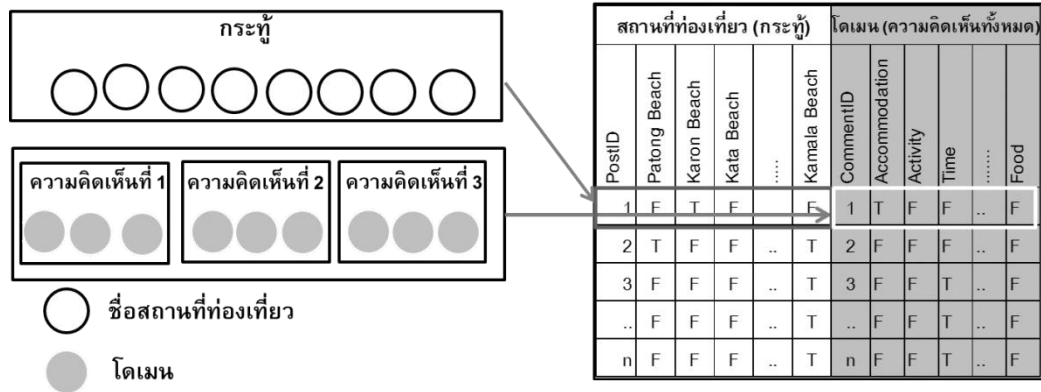 กระทู้
ความคิดเห็นที่ 1 ความคิดเห็นที่ 2 ความคิดเห็นที่ 3
ชื่อสถานที่ท่องเที่ยว
โดเมน
สถานที่ท่องเที่ยว (กระทู้) โดเมน (ความคิดเห็นทั้งหมด)
PostID Patong Beach Karon Beach Kata Beach ..... Kamala Beach CommentID Accommodation Activity Time ....... Food
1 F T F F 1 T F F .. F
2 T F F .. T 2 F F F .. F
3 F F F .. T 3 F F T .. F
.. F F F .. T .. F F T .. F
n F F F .. T n F F T .. F